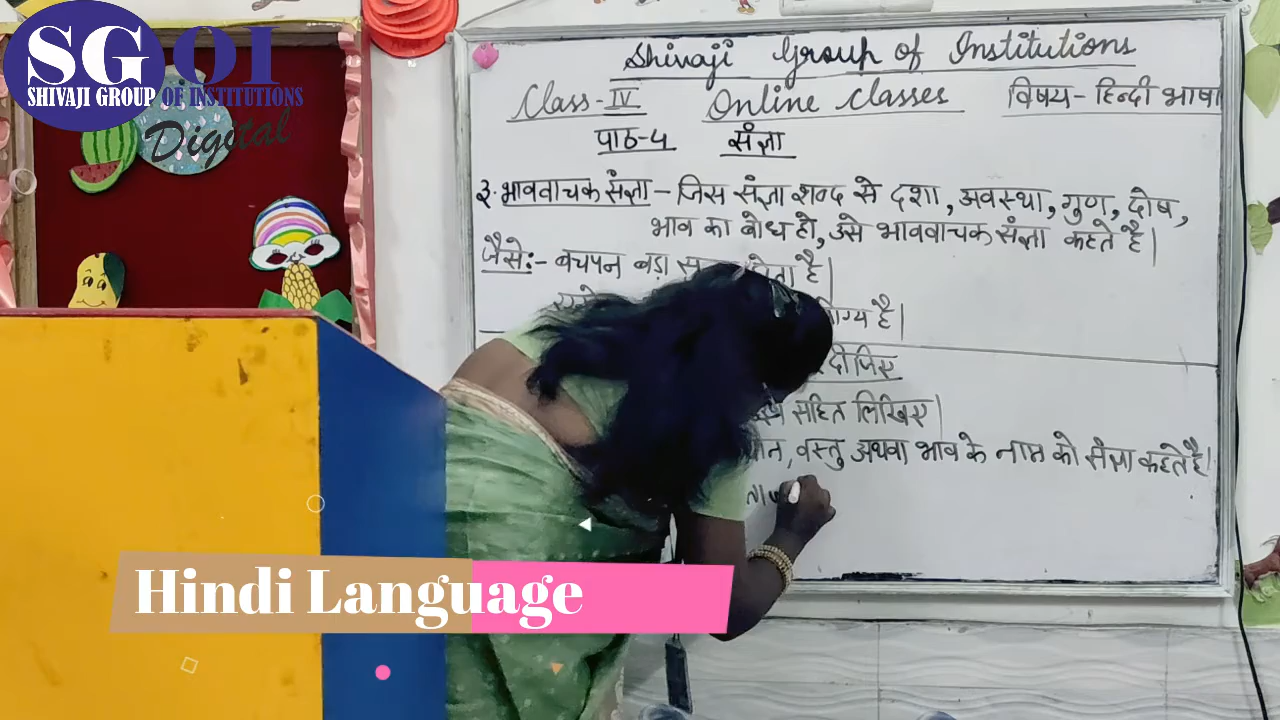 SGOI
SHIVAJI GROUP OF INSTITUTIONS
Digital
Shivaji Group of Institutions
Class-IV Online classes विषय-हिन्दी भाषा
पाठ-4 संज्ञा
३. भाववाचक संज्ञा - जिस संज्ञा शब्द से दशा, अवस्था, गुण, दोष,
भाव का बोध हो, उसे भाववाचक संज्ञा कहते है|
जैसे:- बचपन बड़ा होता है|
है|
दीजिए
सहित लिखिए|
वस्तु अथवा भाव के नाम को संज्ञा कहते है|
Hindi Language